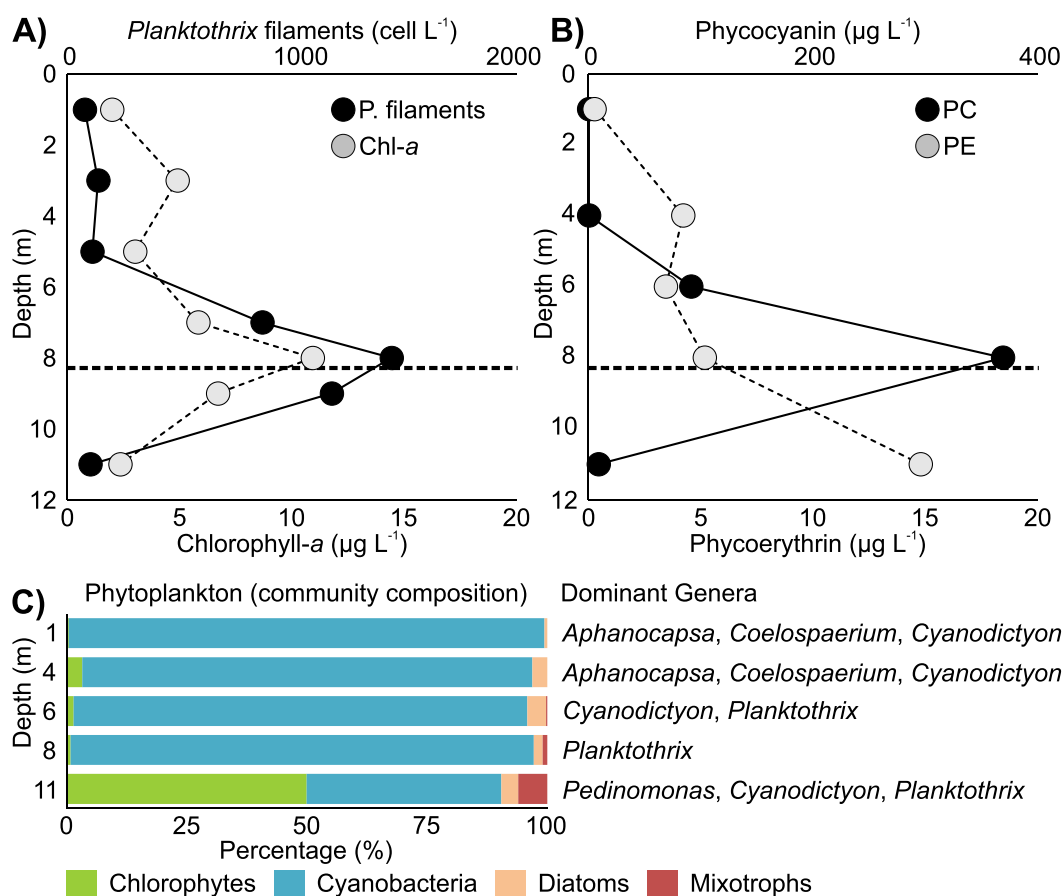 A) Planktothrix filaments (cell L-1)
0 1000 2000
P. filaments
Chl-a
Depth (m)
0
2
4
6
8
10
12
0 5 10 15 20
Chlorophyll-a (µg L-1)
B) Phycocyanin (µg L-1)
0 200 400
PC
PE
Depth (m)
0
2
4
6
8
10
12
0 5 10 15 20
Phycoerythrin (µg L-1)
C) Phytoplankton (community composition) Dominant Genera
Depth (m)
1 Aphanocapsa, Coelospaerium, Cyanodictyon
4 Aphanocapsa, Coelospaerium, Cyanodictyon
6 Cyanodictyon, Planktothrix
8 Planktothrix
11 Pedinomonas, Cyanodictyon, Planktothrix
0 25 50 75 100
Percentage (%)
Chlorophytes Cyanobacteria Diatoms Mixotrophs